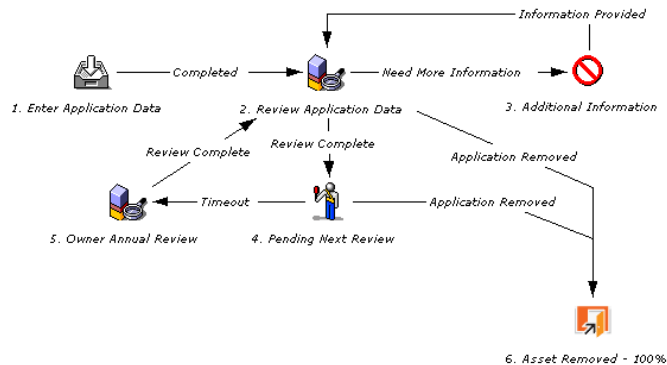 Information Provided
Completed
Need More Information
1. Enter Application Data
2. Review Application Data
3. Additional Information
Review Complete
Review Complete
Application Removed
Timeout
Application Removed
5. Owner Annual Review
4. Pending Next Review
6. Asset Removed - 100%